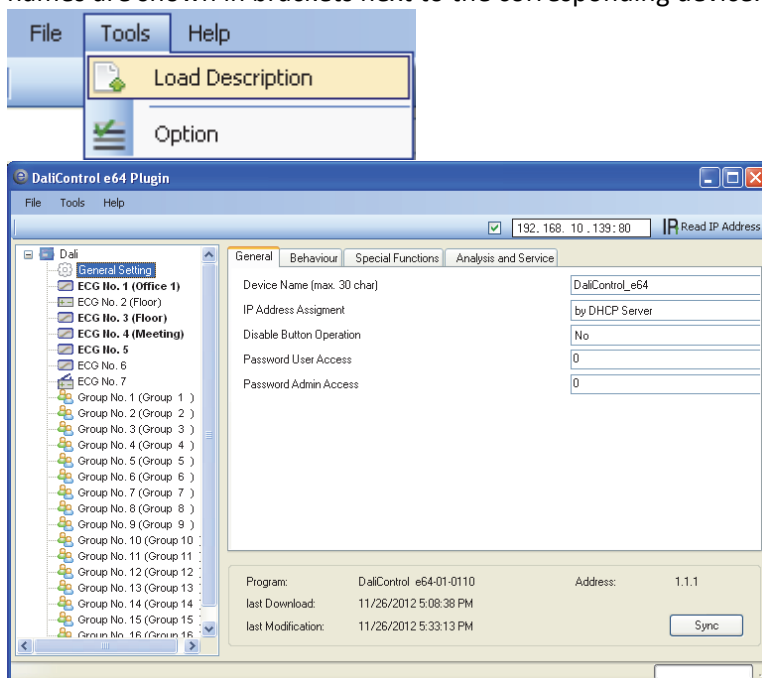 names are shown in brackets next to the corresponding device.
File Tools Help
Load Description
Option
DaliControl e64 Plugin
File Tools Help
192. 168. 10 . 139 : 80 IP Read IP Address
Dali
General Setting
ECG No. 1 (Office 1)
ECG No. 2 (Floor)
ECG No. 3 (Floor)
ECG No. 4 (Meeting)
ECG No. 5
ECG No. 6
ECG No. 7
Group No. 1 (Group 1 )
Group No. 2 (Group 2 )
Group No. 3 (Group 3 )
Group No. 4 (Group 4 )
Group No. 5 (Group 5 )
Group No. 6 (Group 6 )
Group No. 7 (Group 7 )
Group No. 8 (Group 8 )
Group No. 9 (Group 9 )
Group No. 10 (Group 10
Group No. 11 (Group 11
Group No. 12 (Group 12
Group No. 13 (Group 13
Group No. 14 (Group 14
Group No. 15 (Group 15
Group No. 16 (Group 16
General Behaviour Special Functions Analysis and Service
Device Name (max. 30 char) DaliControl_e64
IP Address Assigment by DHCP Server
Disable Button Operation No
Password User Access 0
Password Admin Access 0
Program: DaliControl e64-01-0110 Address: 1.1.1
last Download: 11/26/2012 5:08:38 PM
last Modification: 11/26/2012 5:33:13 PM Sync